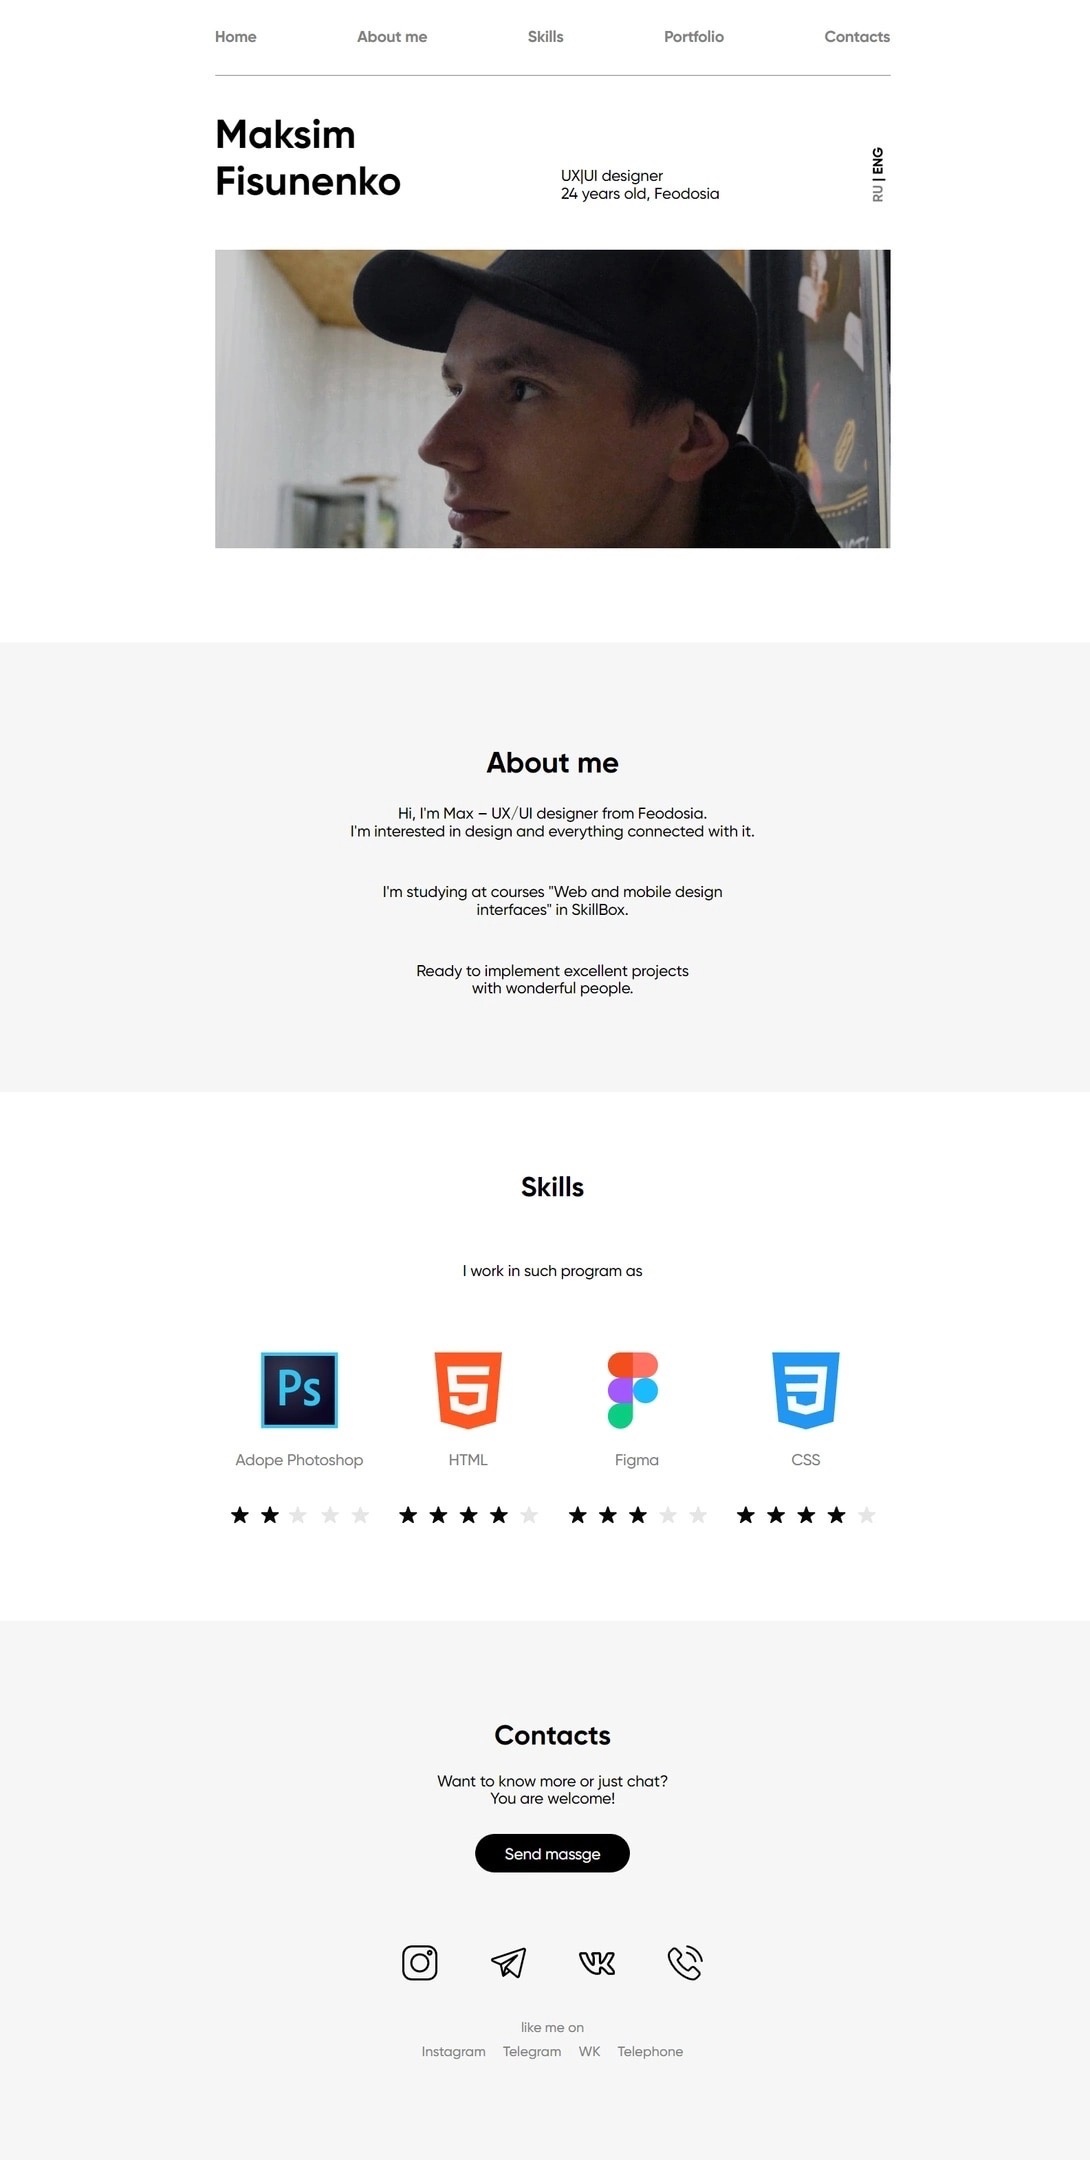 Home About me Skills Portfolio Contacts
Maksim
Fisunenko
UX|UI designer
24 years old, Feodosia
RU | ENG
About me
Hi, I'm Max – UX/UI designer from Feodosia.
I'm interested in design and everything connected with it.
I'm studying at courses "Web and mobile design
interfaces" in SkillBox.
Ready to implement excellent projects
with wonderful people.
Skills
I work in such program as
Ps
Adope Photoshop HTML Figma CSS
Contacts
Want to know more or just chat?
You are welcome!
Send massge
like me on
Instagram Telegram WK Telephone